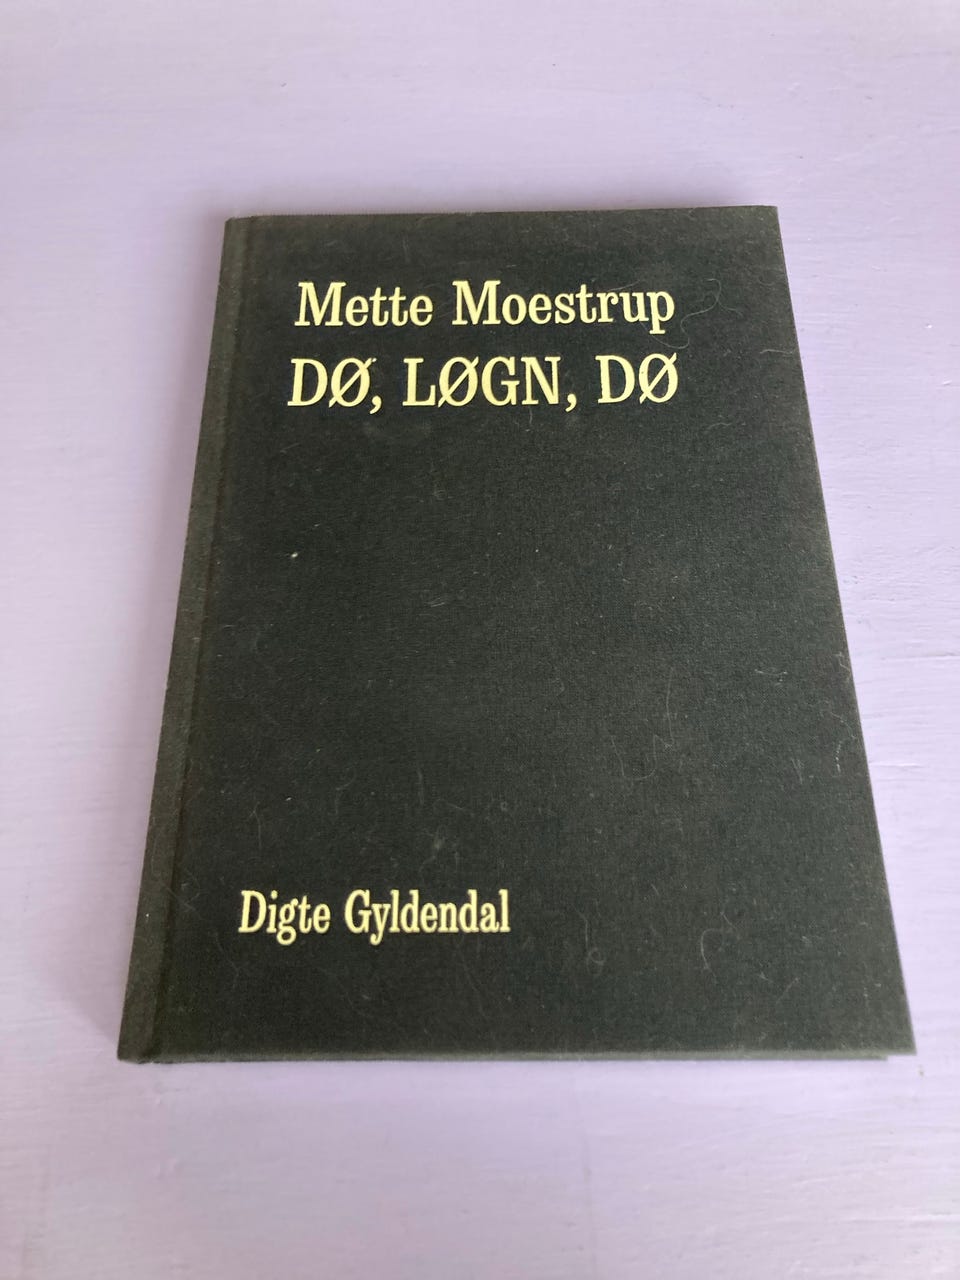 Mette Moestrup
DØ, LØGN, DØ
Digte Gyldendal